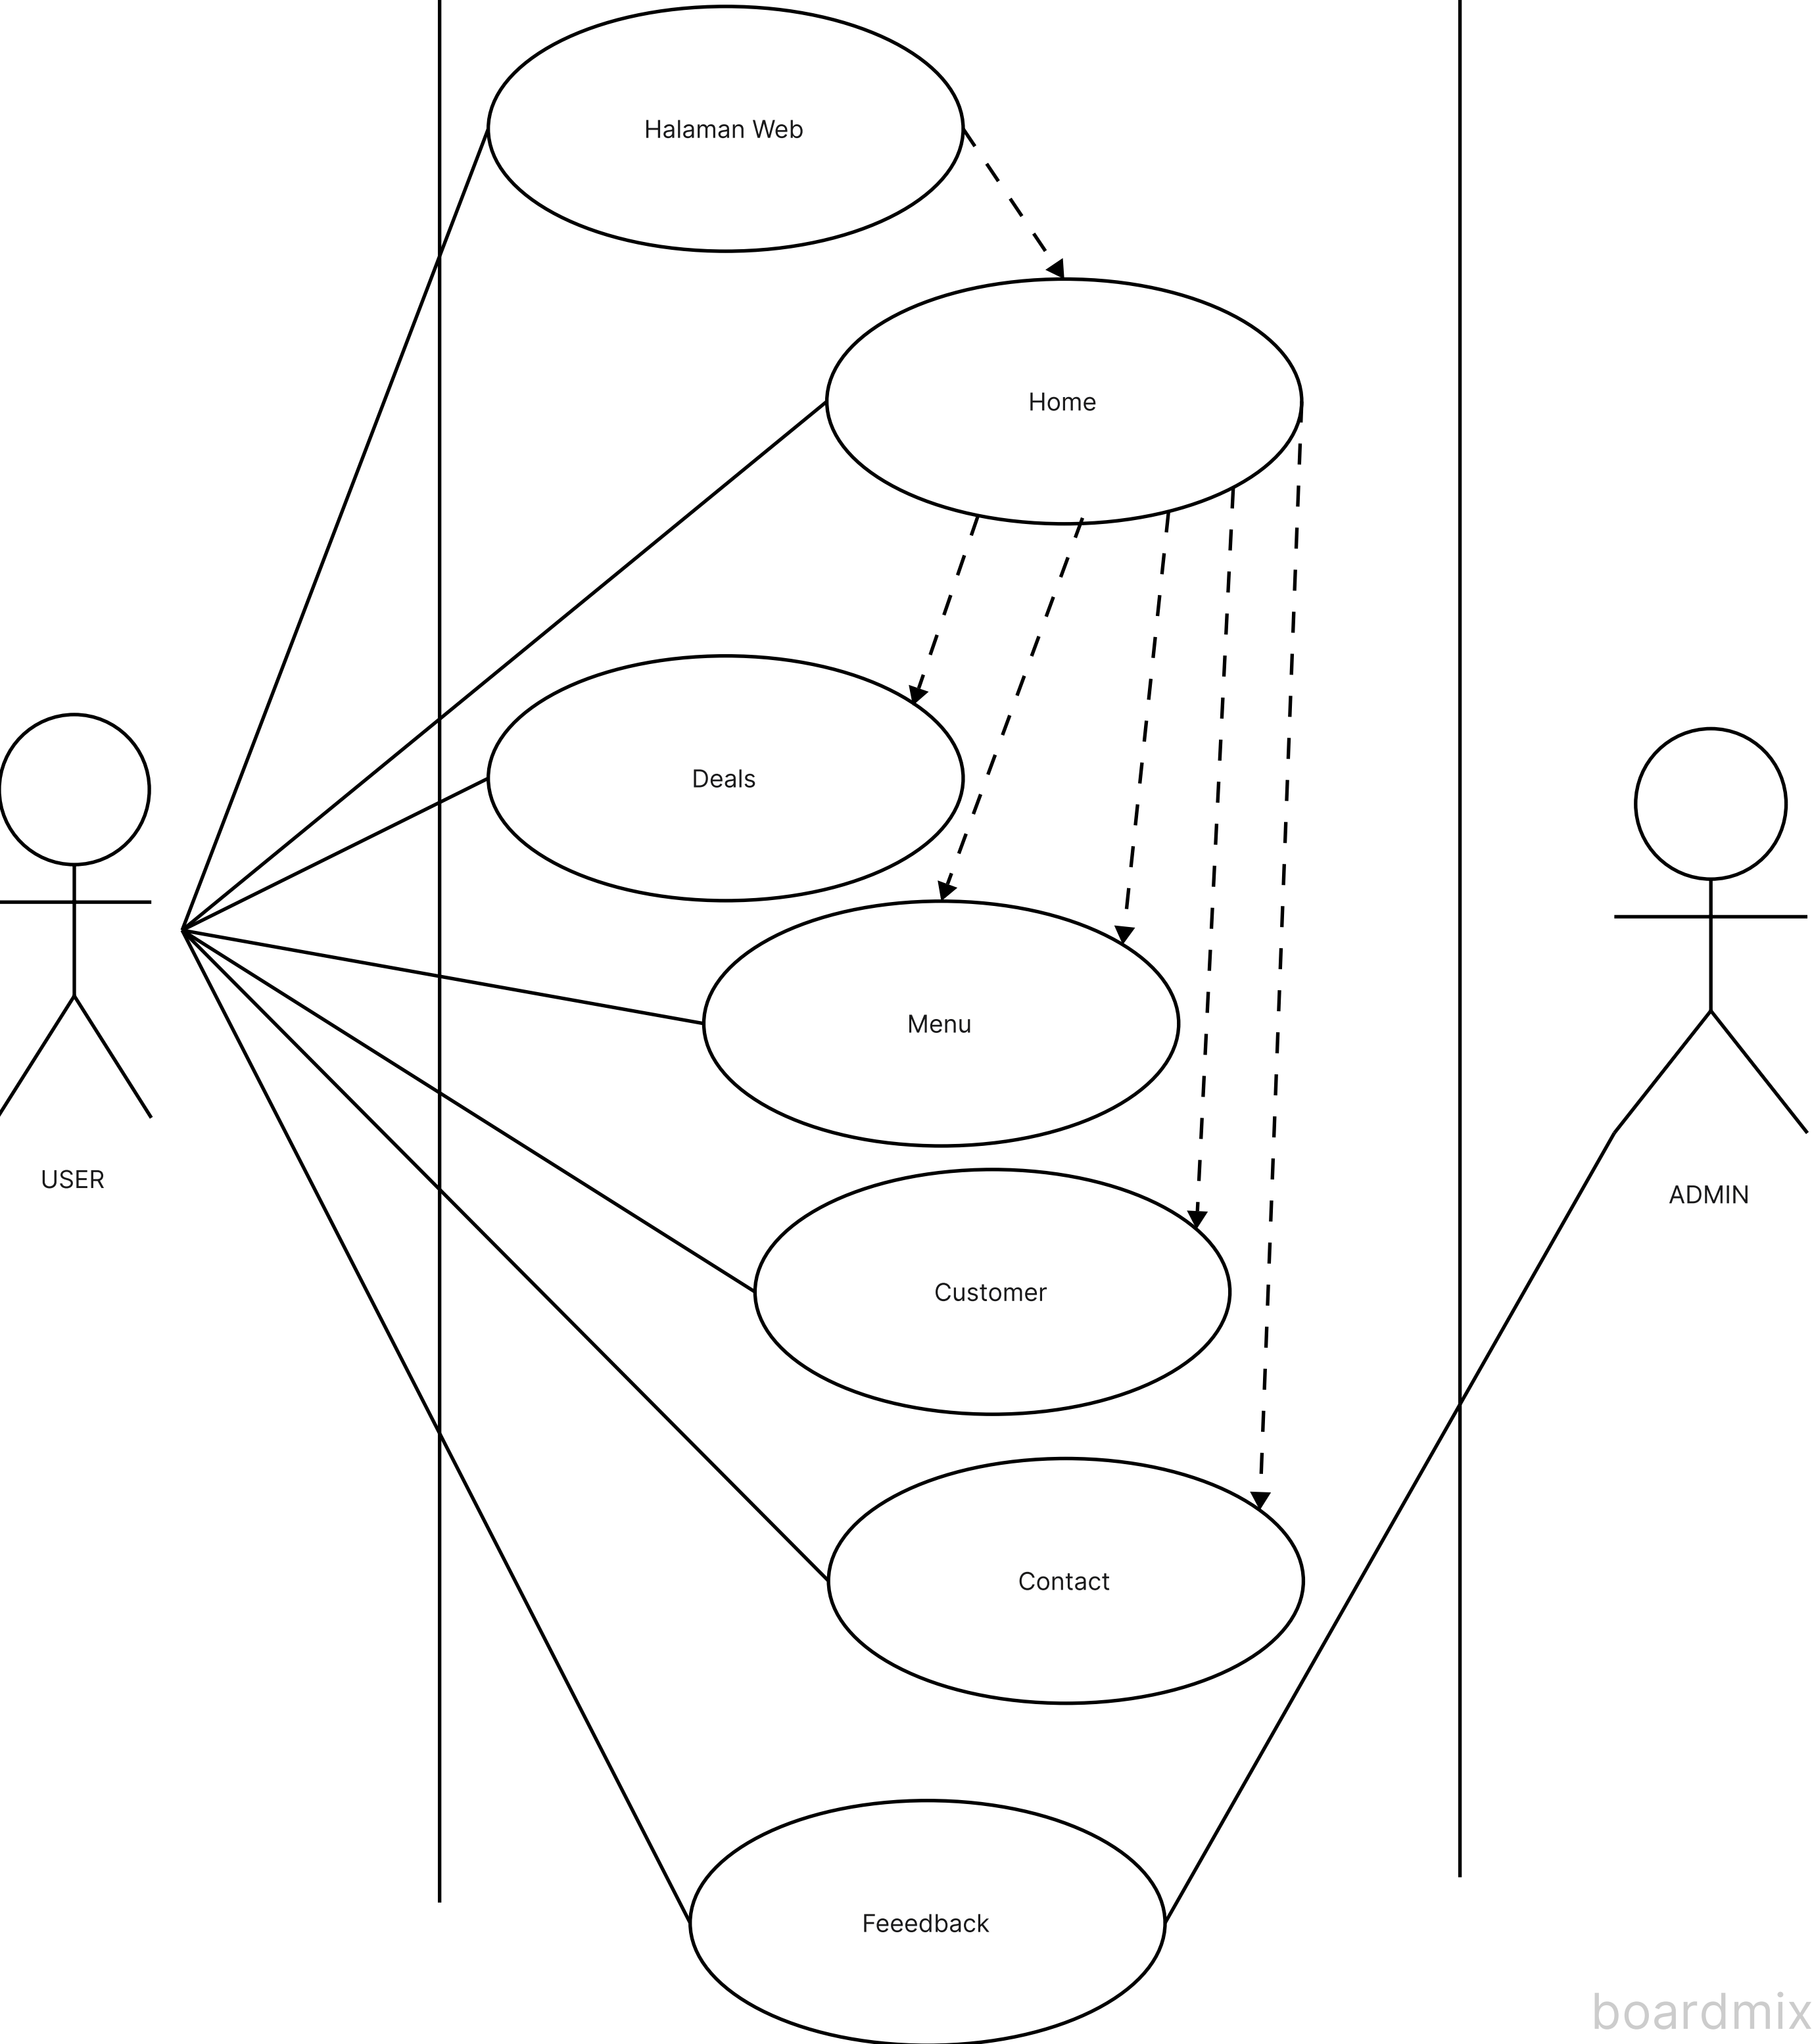 Halaman Web
Home
Deals
Menu
USER
ADMIN
Customer
Contact
Feeedback
boardmix